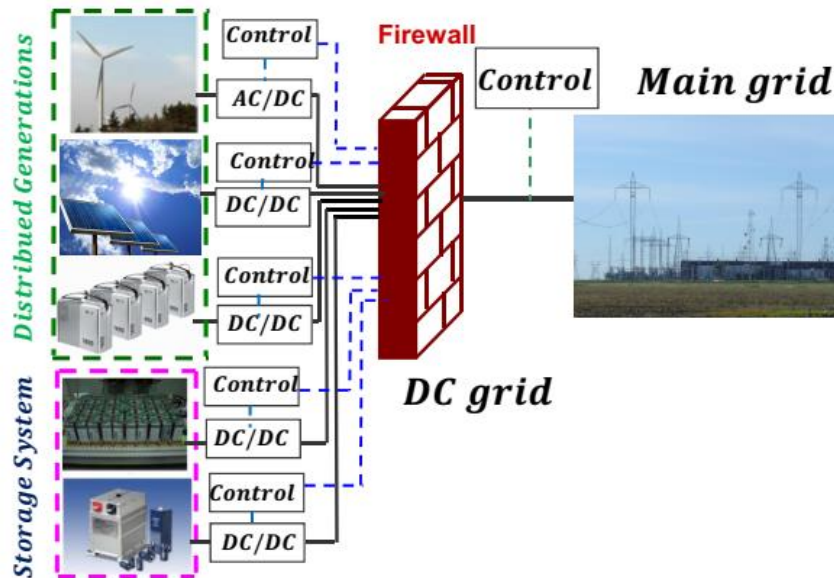 Control
Firewall
Control
Main grid
AC/DC
Control
DC/DC
Distribued Generations
Control
DC/DC
DC grid
Control
DC/DC
Storage System
Control
DC/DC